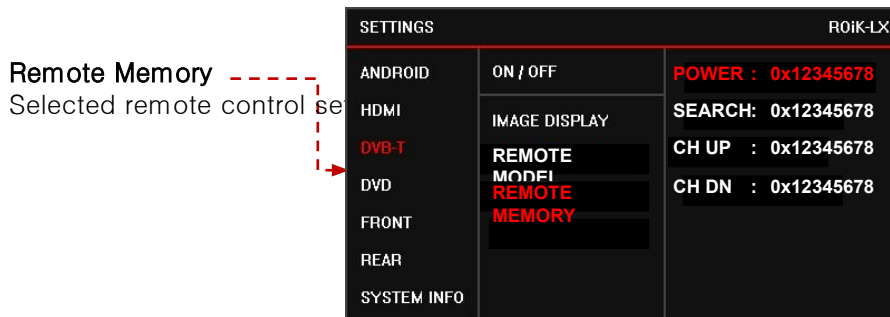 Remote Memory
Selected remote control se
SETTINGS ROiK-LX
ANDROID
HDMI
DVB-T
DVD
FRONT
REAR
SYSTEM INFO
ON / OFF
IMAGE DISPLAY
REMOTE
MODEL
REMOTE
MEMORY
POWER : 0x12345678
SEARCH: 0x12345678
CH UP : 0x12345678
CH DN : 0x12345678